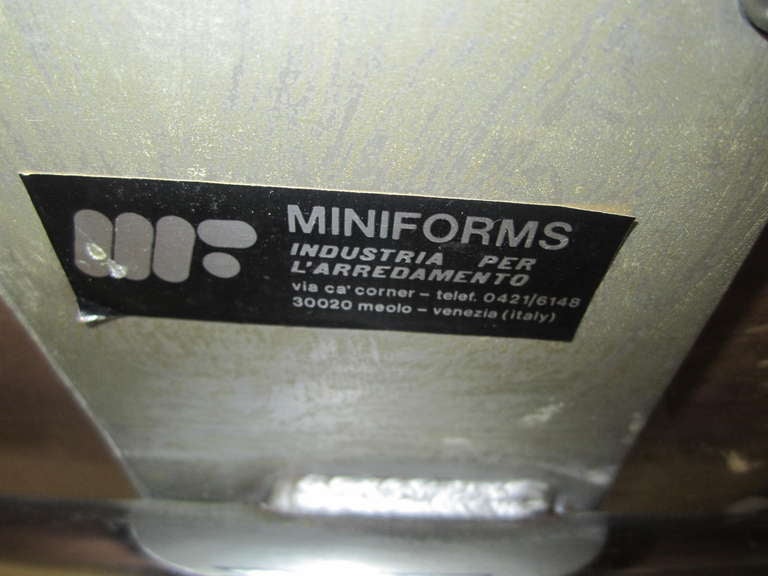 MINIFORMS
INDUSTRIA PER
L'ARREDAMENTO
via ca' corner – telef. 0421/6148
30020 meolo – venezia (italy)